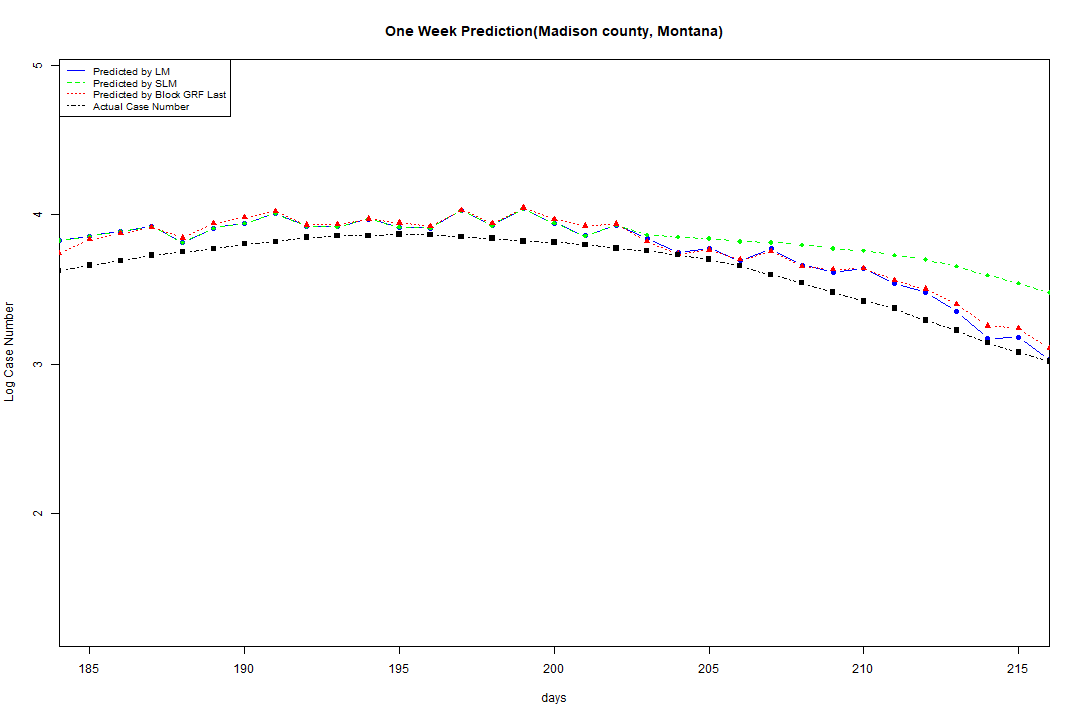 One Week Prediction(Madison county, Montana)
Predicted by LM
Predicted by SLM
Predicted by Block GRF Last
Actual Case Number
5
4
3
2
Log Case Number
185 190 195 200 205 210 215
days